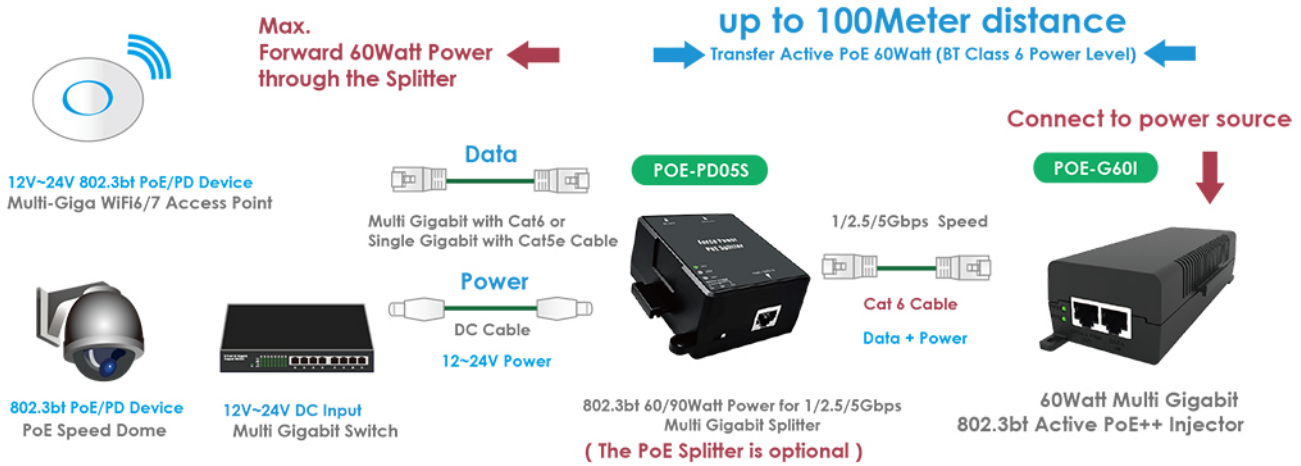 Max.
Forward 60Watt Power
through the Splitter
up to 100Meter distance
Transfer Active PoE 60Watt (BT Class 6 Power Level)
Connect to power source
12V~24V 802.3bt PoE/PD Device
Multi-Giga WiFi6/7 Access Point
Data
Multi Gigabit with Cat6 or
Single Gigabit with Cat5e Cable
Power
DC Cable
12~24V Power
POE-PD05S
1/2.5/5Gbps Speed
Cat 6 Cable
Data + Power
POE-G60I
802.3bt PoE/PD Device
PoE Speed Dome
12V~24V DC Input
Multi Gigabit Switch
PoE Splitter
802.3bt 60/90Watt Power for 1/2.5/5Gbps
Multi Gigabit Splitter
( The PoE Splitter is optional )
60Watt Multi Gigabit
802.3bt Active PoE++ Injector